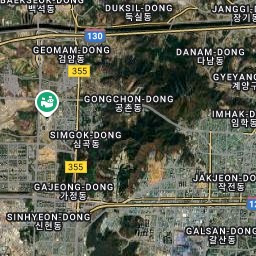 BAEKSEOK-DONG
백석동
DUKSIL-DONG
둑실동
JANGGI-
장기동
130
GEOMAM-DONG
검암동
DANAM-DONG
다남동
355
GYEYANG-
계양구
GONGCHON-DONG
공촌동
IMHAK-D
임학동
SIMGOK-DONG
심곡동
355
JAKJEON-D
작전동
GAJEONG-DONG
가정동
SINHYEON-DONG
신현동
GALSAN-DONG
갈산동